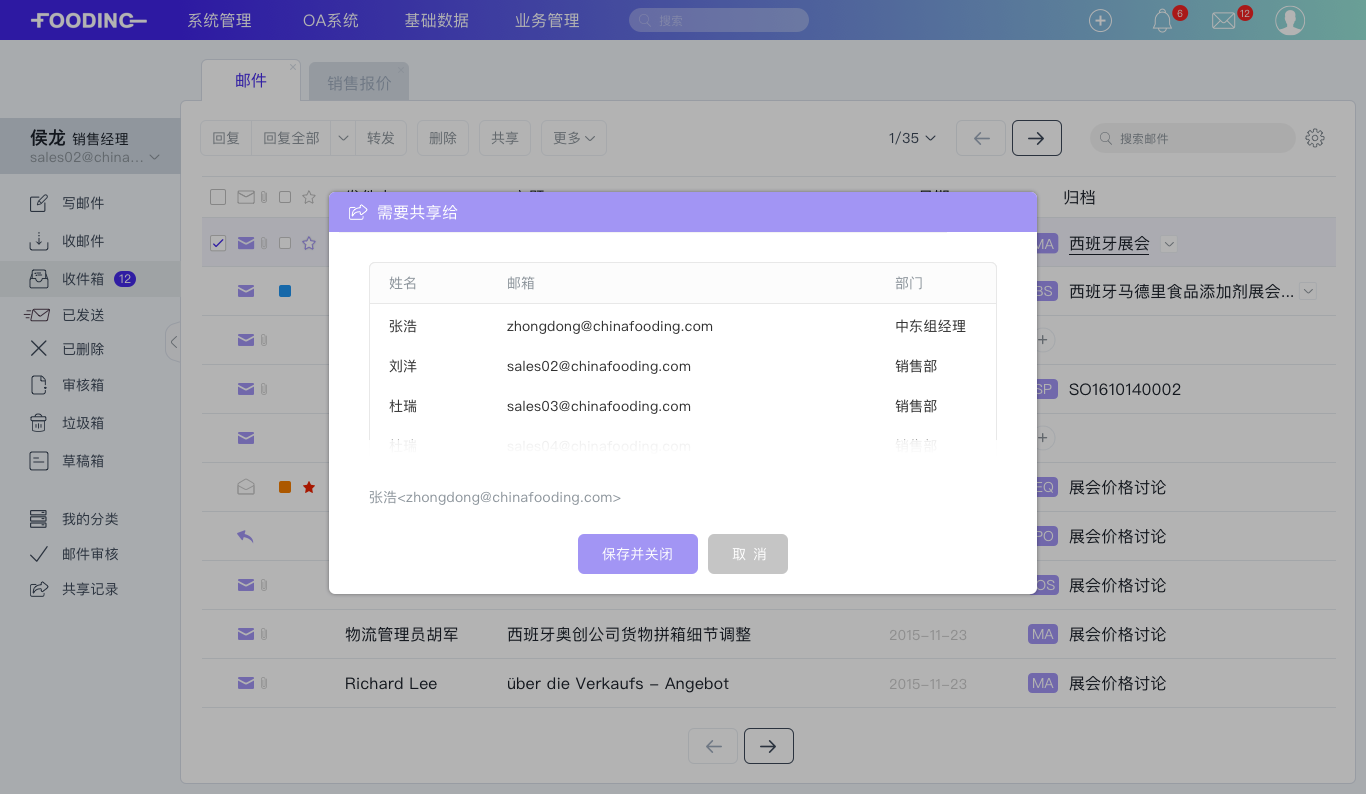 FOODING 系统管理 OA系统 基础数据 业务管理 搜索 6 12
邮件 销售报价
侯龙 销售经理
sales02@china...
回复 回复全部 转发 删除 共享 更多 1/35 搜索邮件
写邮件
收邮件
收件箱 12
已发送
已删除
审核箱
垃圾箱
草稿箱
我的分类
邮件审核
共享记录
归档
需要共享给
姓名 邮箱 部门
张浩 zhongdong@chinafooding.com 中东组经理
刘洋 sales02@chinafooding.com 销售部
杜瑞 sales03@chinafooding.com 销售部
杜瑞 sales04@chinafooding.com 销售部
张浩<zhongdong@chinafooding.com>
保存并关闭 取 消
MA 西班牙展会
BS 西班牙马德里食品添加剂展会...
SP SO1610140002
EQ 展会价格讨论
PO 展会价格讨论
OS 展会价格讨论
物流管理员胡军 西班牙奥创公司货物拼箱细节调整 2015-11-23 MA 展会价格讨论
Richard Lee über die Verkaufs - Angebot 2015-11-23 MA 展会价格讨论